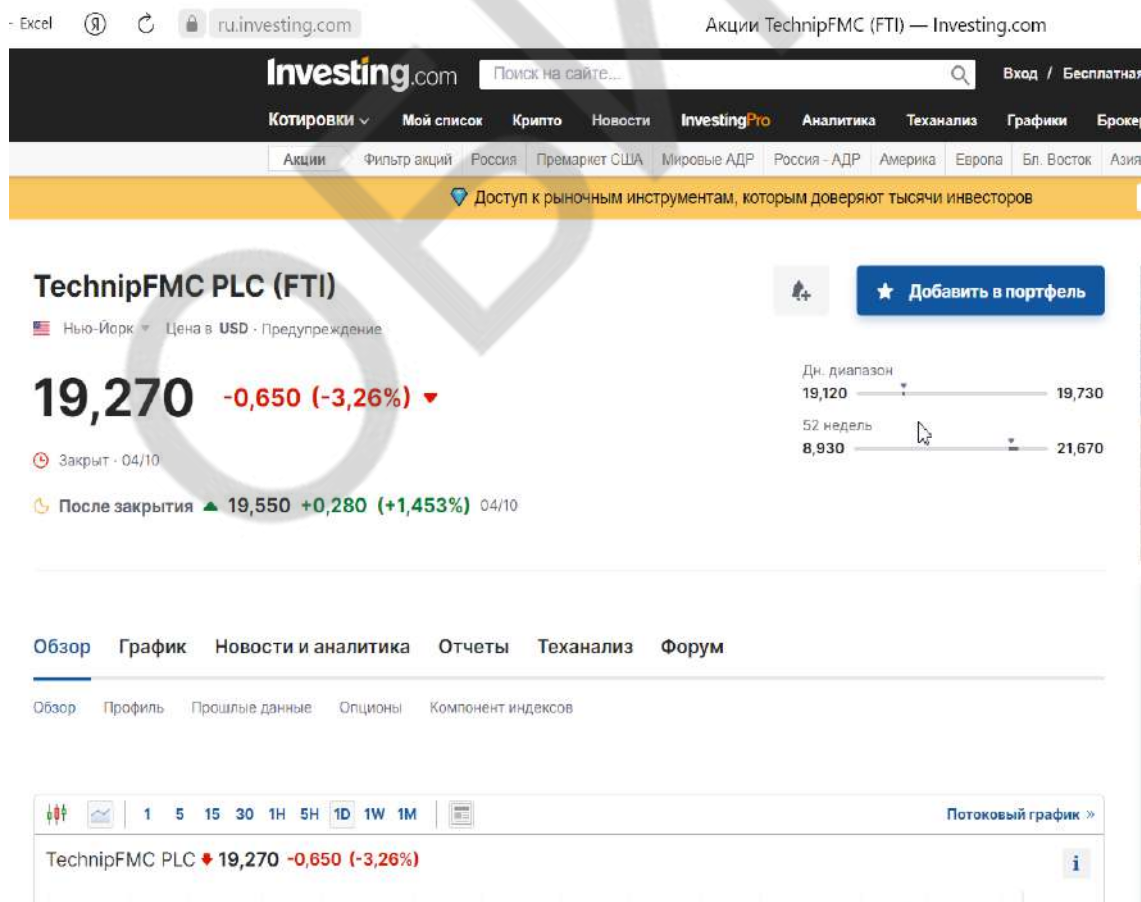 - Excel Я ru.investing.com Акции TechnipFMC (FTI) — Investing.com
Investing.com Поиск на сайте... Вход / Бесплатная
Котировки Мой список Крипто Новости InvestingPro Аналитика Теханализ Графики Брокер
Акции Фильтр акций Россия Премаркет США Мировые АДР Россия - АДР Америка Европа Бл. Восток Азия
Доступ к рыночным инструментам, которым доверяют тысячи инвесторов
TechnipFMC PLC (FTI)
★ Добавить в портфель
Нью-Йорк Цена в USD · Предупреждение
19,270 -0,650 (-3,26%)
Дн. диапазон
19,120 19,730
52 недель
8,930 21,670
Закрыт · 04/10
После закрытия 19,550 +0,280 (+1,453%) 04/10
Обзор График Новости и аналитика Отчеты Теханализ Форум
Обзор Профиль Прошлые данные Опционы Компонент индексов
1 5 15 30 1H 5H 1D 1W 1M Потоковый график »
TechnipFMC PLC 19,270 -0,650 (-3,26%) i